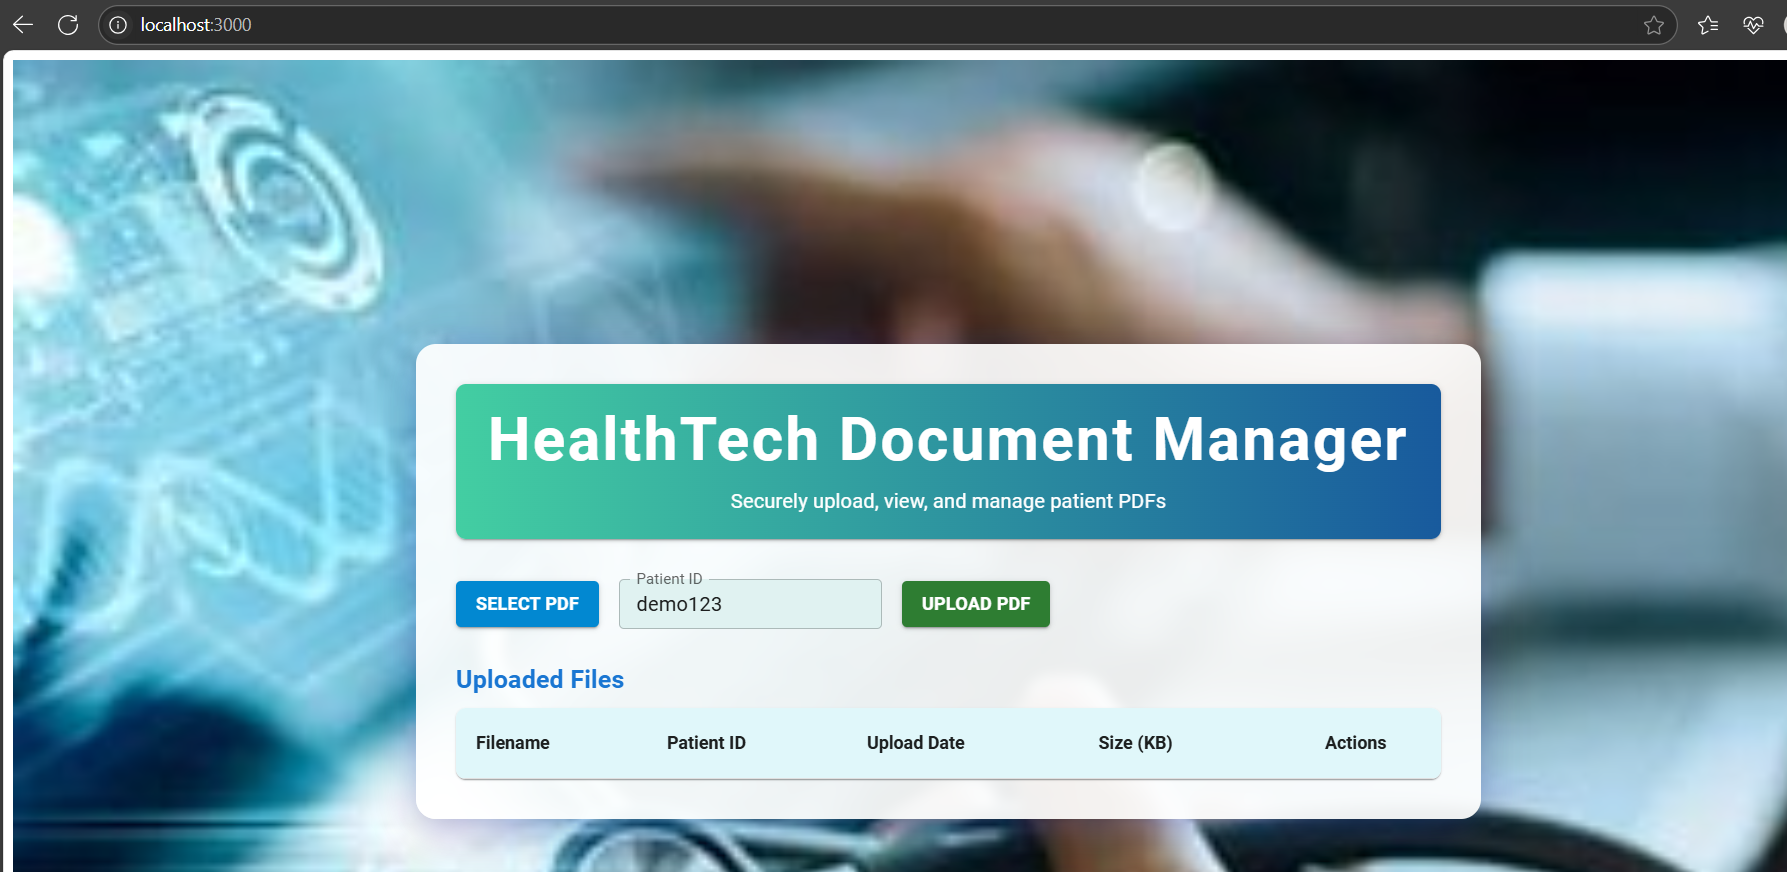 localhost:3000
HealthTech Document Manager
Securely upload, view, and manage patient PDFs
Patient ID
SELECT PDF demo123 UPLOAD PDF
Uploaded Files
Filename Patient ID Upload Date Size (KB) Actions